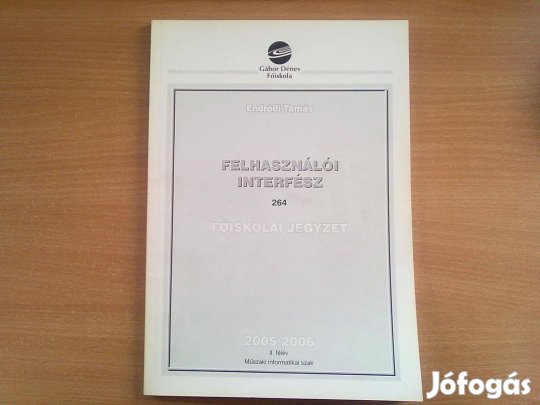 Gábor Dénes
Főiskola
Endrődi Tamás
FELHASZNÁLÓI
INTERFÉSZ
264
FŐISKOLAI JEGYZET
2005/2006
II. félév
Műszaki informatikai szak
Jófogás